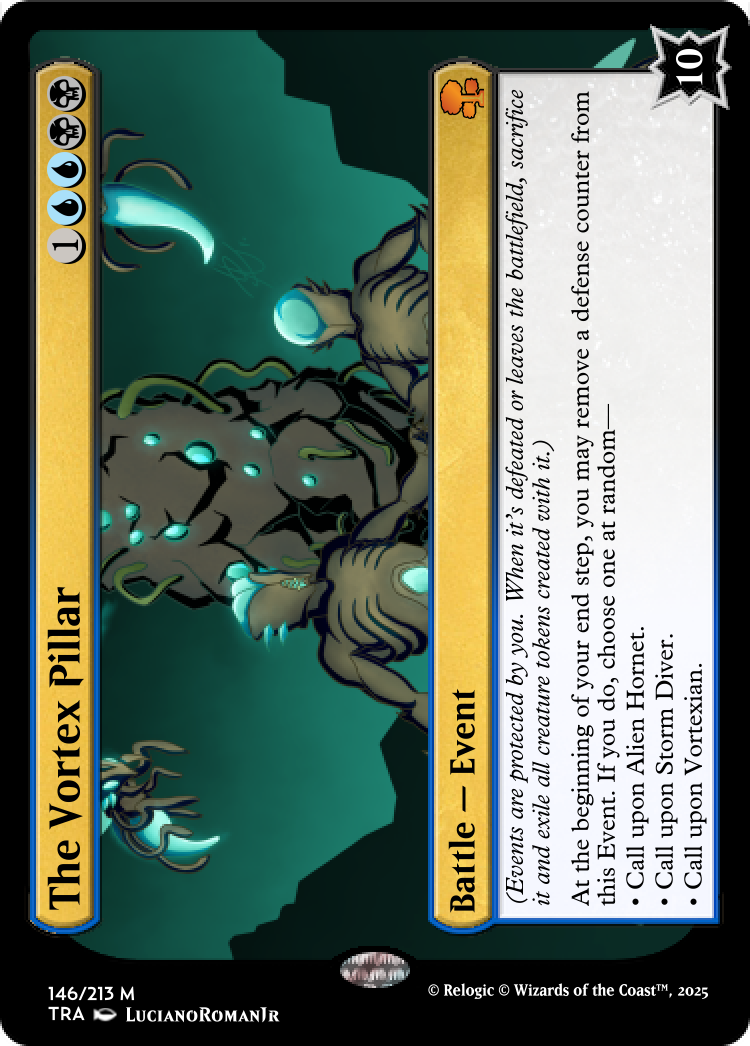 The Vortex Pillar
1
Battle — Event
(Events are protected by you. When it's defeated or leaves the battlefield, sacrifice
it and exile all creature tokens created with it.)
At the beginning of your end step, you may remove a defense counter from
this Event. If you do, choose one at random—
• Call upon Alien Hornet.
• Call upon Storm Diver.
• Call upon Vortexian.
10
146/213 M
TRA LucianoRomanJr
© Relogic © Wizards of the Coast™, 2025